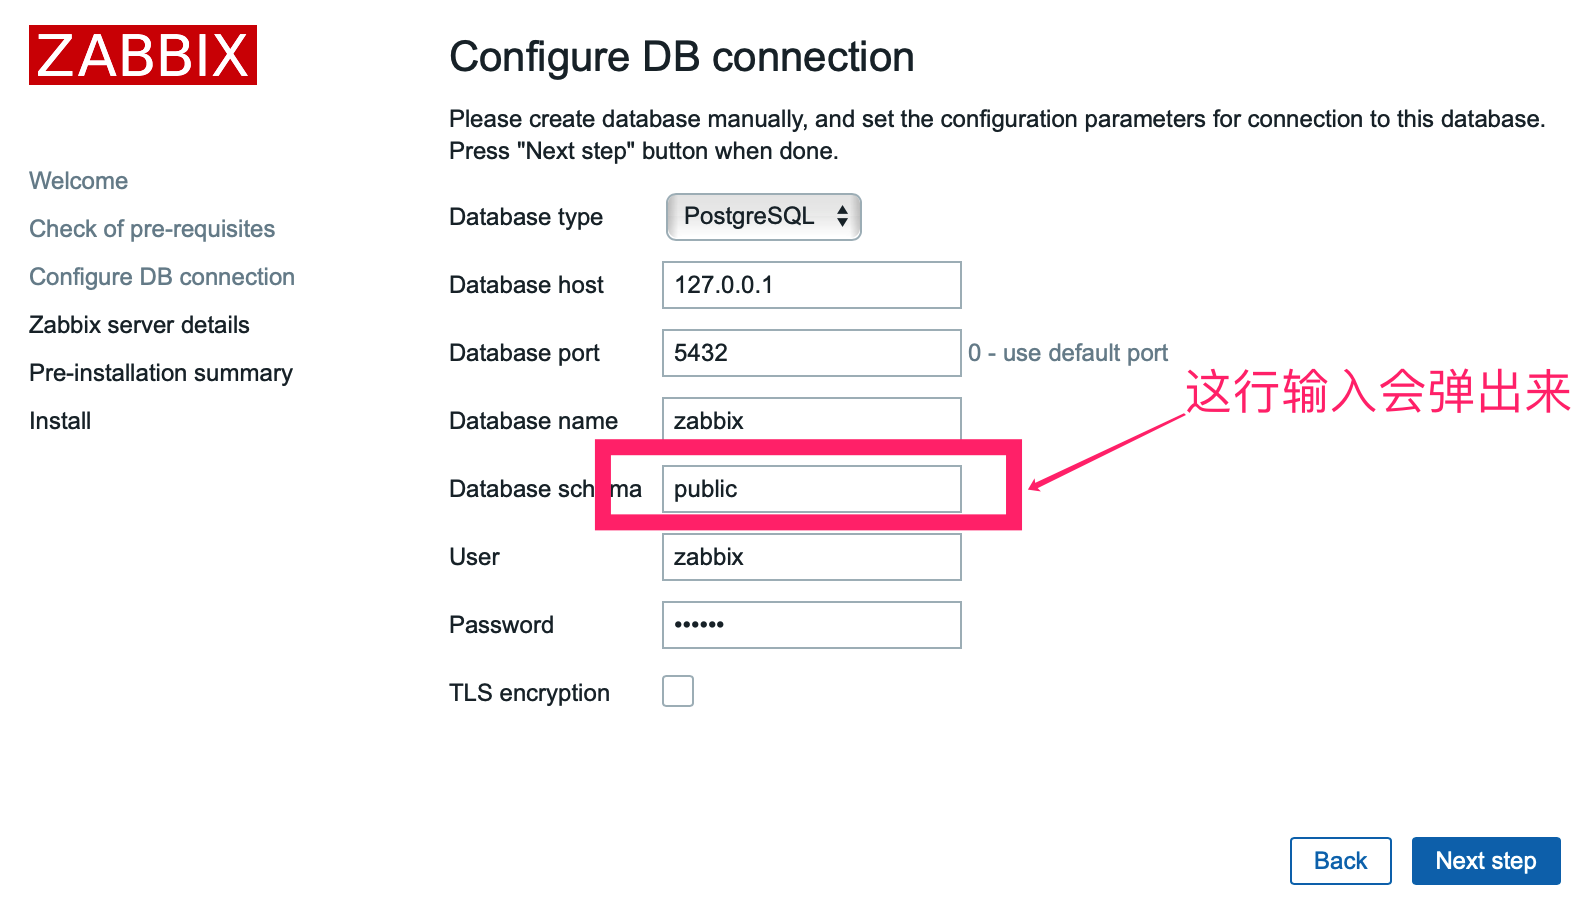 ZABBIX
Welcome
Check of pre-requisites
Configure DB connection
Zabbix server details
Pre-installation summary
Install
Configure DB connection
Please create database manually, and set the configuration parameters for connection to this database.
Press "Next step" button when done.
Database type PostgreSQL
Database host 127.0.0.1
Database port 5432 0 - use default port
这行输入会弹出来
Database name zabbix
Database schema public
User zabbix
Password ••••••
TLS encryption
Back Next step